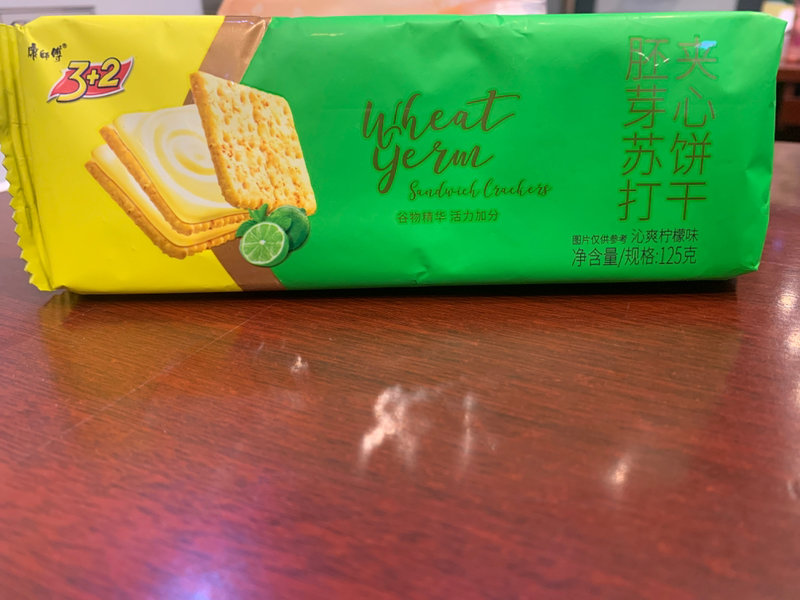 康师傅®
3+2
Wheat
Germ
Sandwich Crackers
谷物精华 活力加分
胚芽苏打
夹心饼干
图片仅供参考 沁爽柠檬味
净含量/规格:125克